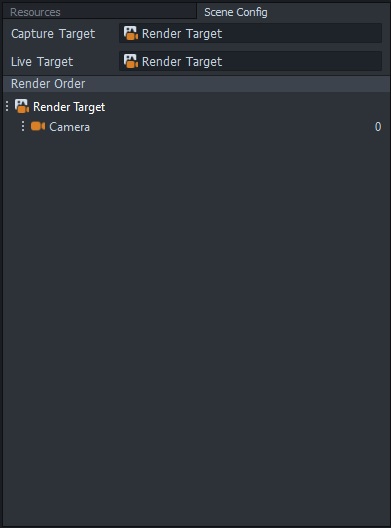 Resources Scene Config
Capture Target Render Target
Live Target Render Target
Render Order
Render Target
Camera 0